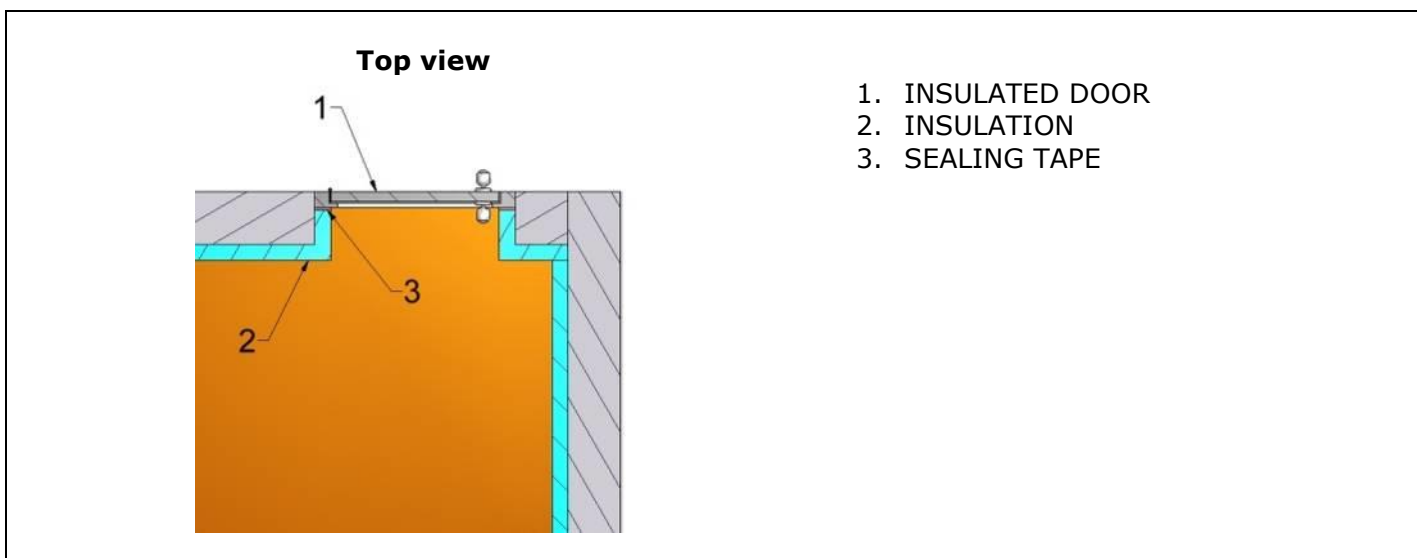 Top view
1
3
2
1. INSULATED DOOR
2. INSULATION
3. SEALING TAPE